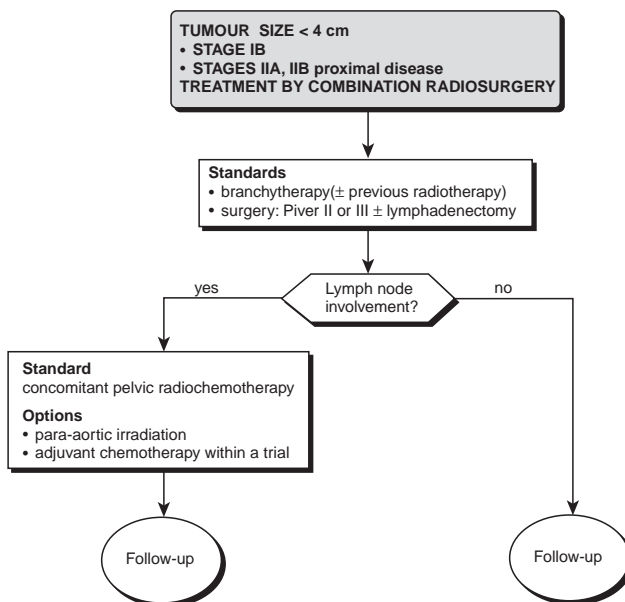 TUMOUR SIZE < 4 cm
• STAGE IB
• STAGES IIA, IIB proximal disease
TREATMENT BY COMBINATION RADIOSURGERY
Standards
• branchytherapy(± previous radiotherapy)
• surgery: Piver II or III ± lymphadenectomy
Lymph node
involvement?
yes
no
Standard
concomitant pelvic radiochemotherapy
Options
• para-aortic irradiation
• adjuvant chemotherapy within a trial
Follow-up
Follow-up